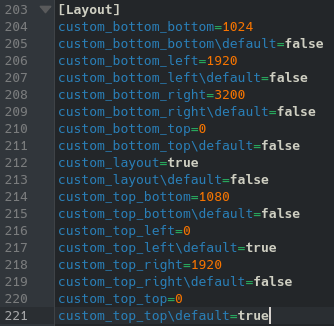 203 [Layout]
204 custom_bottom_bottom=1024
205 custom_bottom_bottom\default=false
206 custom_bottom_left=1920
207 custom_bottom_left\default=false
208 custom_bottom_right=3200
209 custom_bottom_right\default=false
210 custom_bottom_top=0
211 custom_bottom_top\default=false
212 custom_layout=true
213 custom_layout\default=false
214 custom_top_bottom=1080
215 custom_top_bottom\default=false
216 custom_top_left=0
217 custom_top_left\default=true
218 custom_top_right=1920
219 custom_top_right\default=false
220 custom_top_top=0
221 custom_top_top\default=true